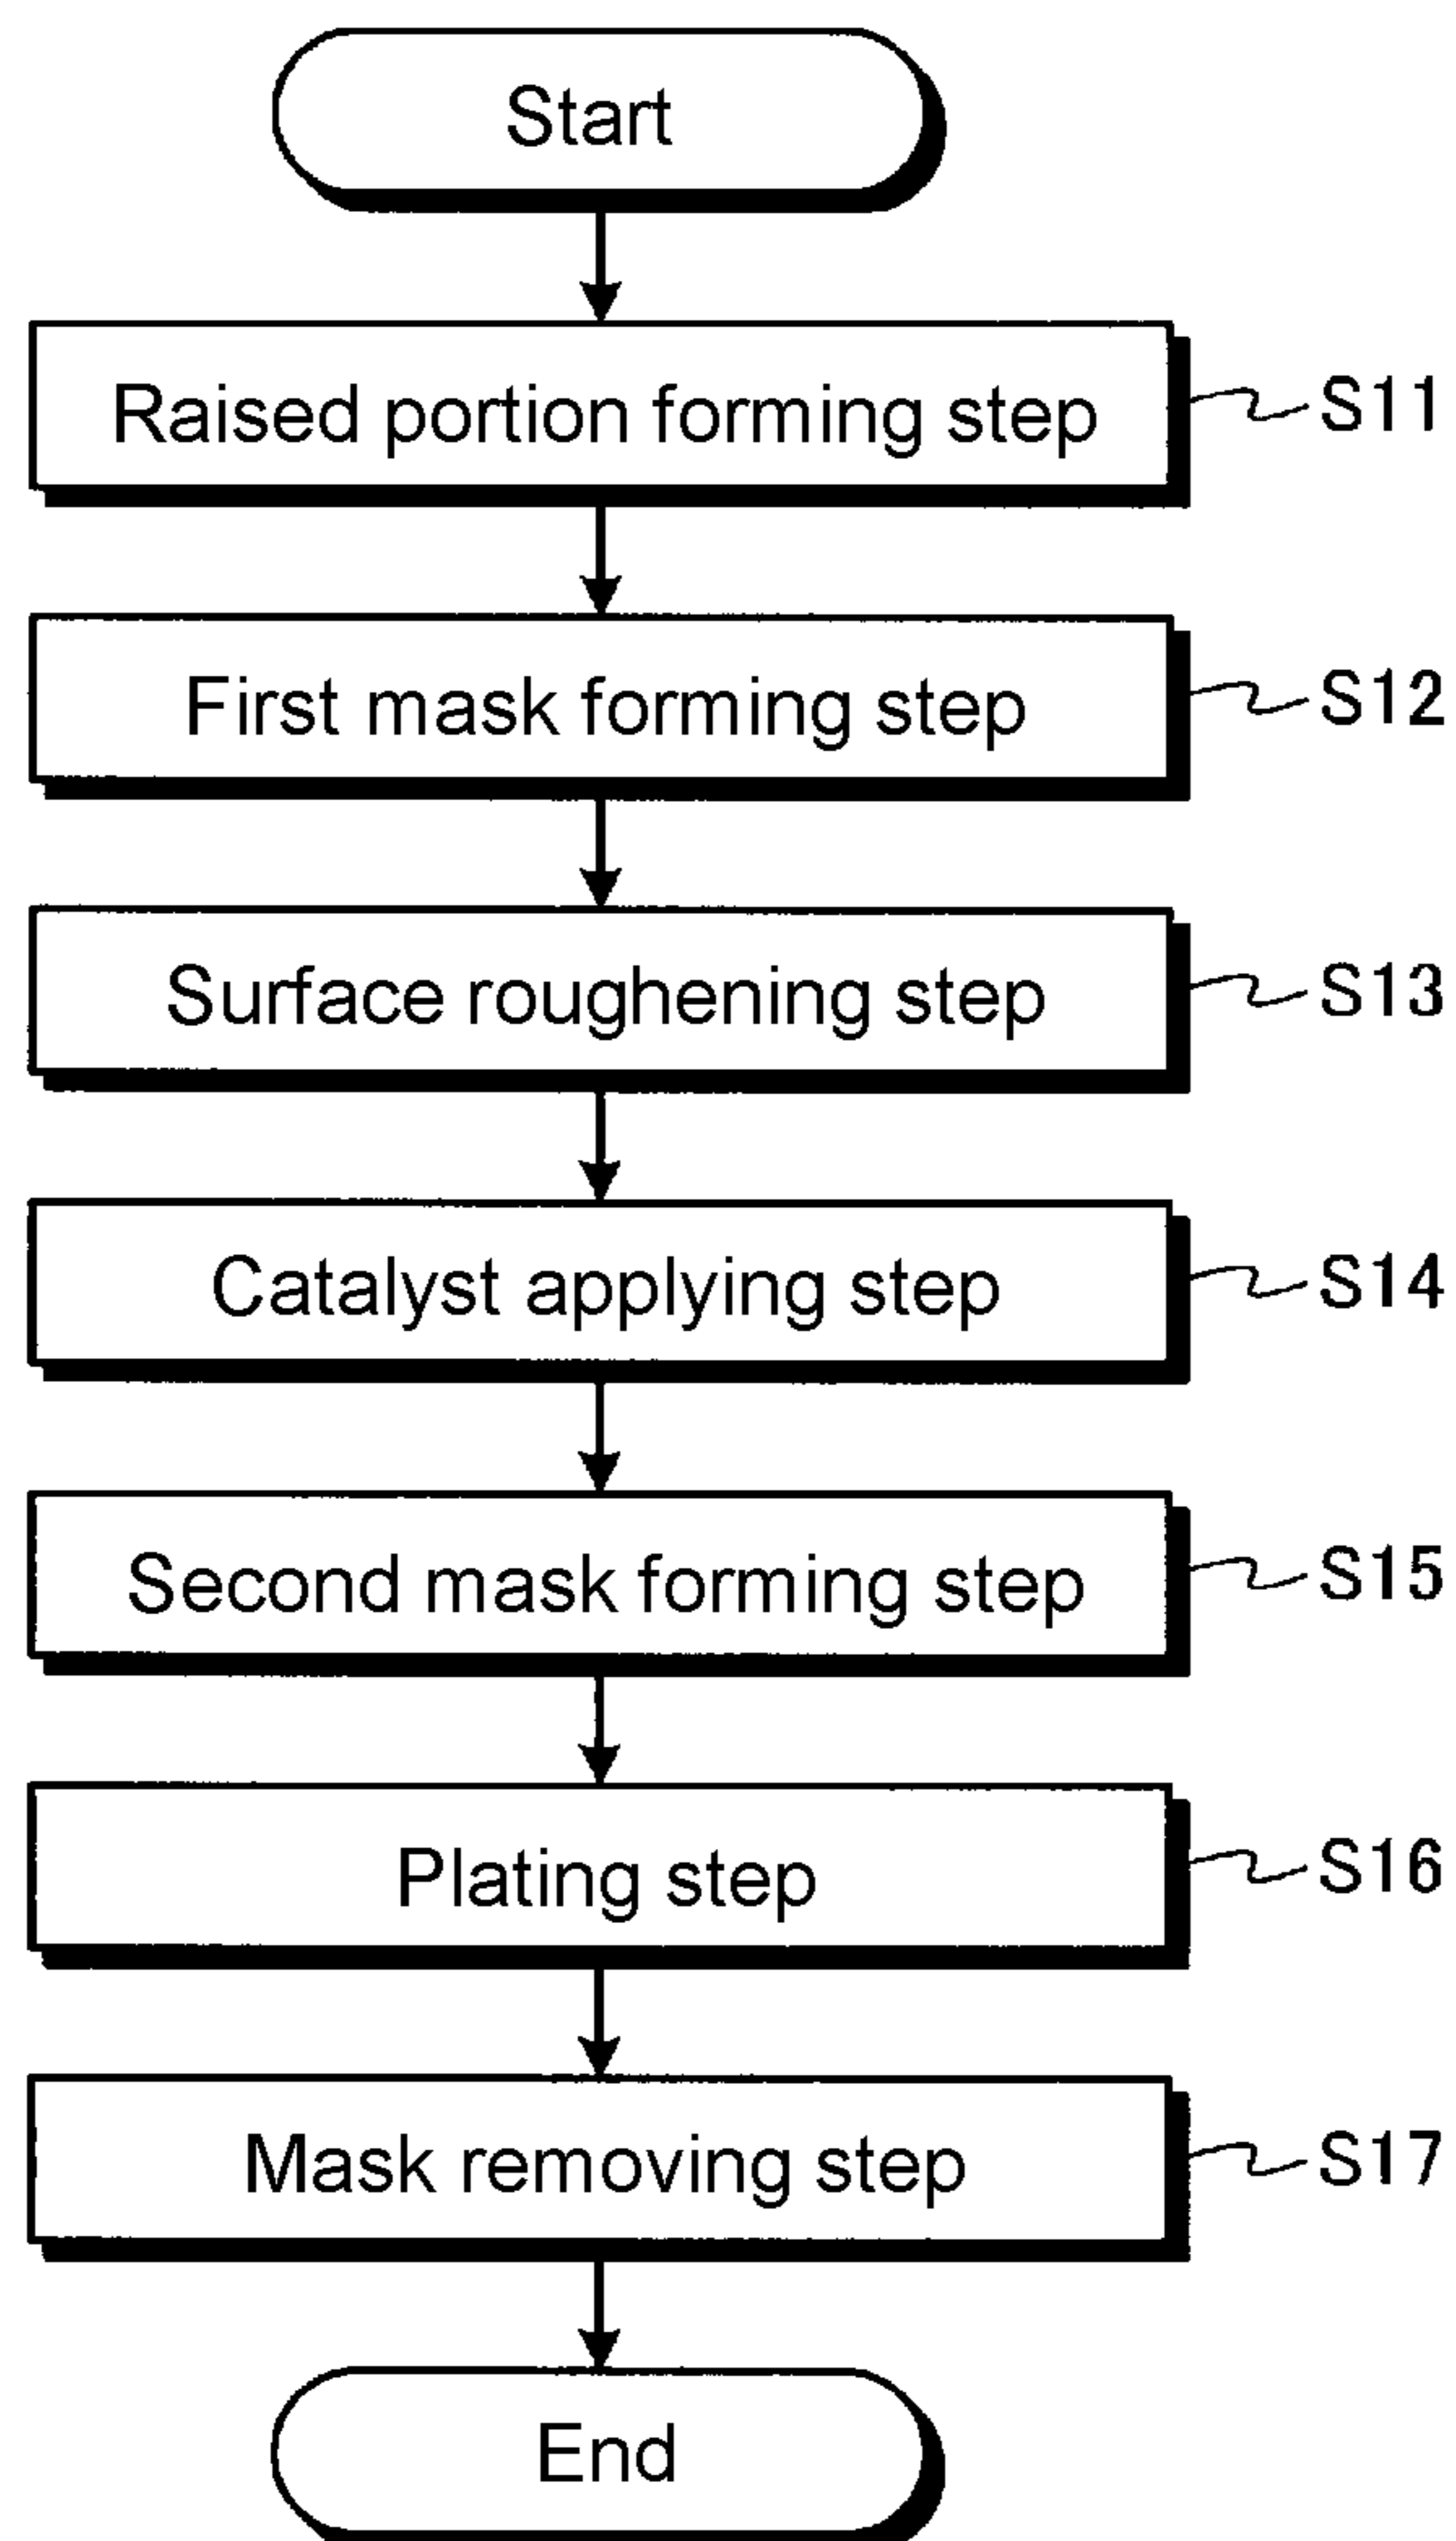 Start
Raised portion forming step S11
First mask forming step S12
Surface roughening step S13
Catalyst applying step S14
Second mask forming step S15
Plating step S16
Mask removing step S17
End